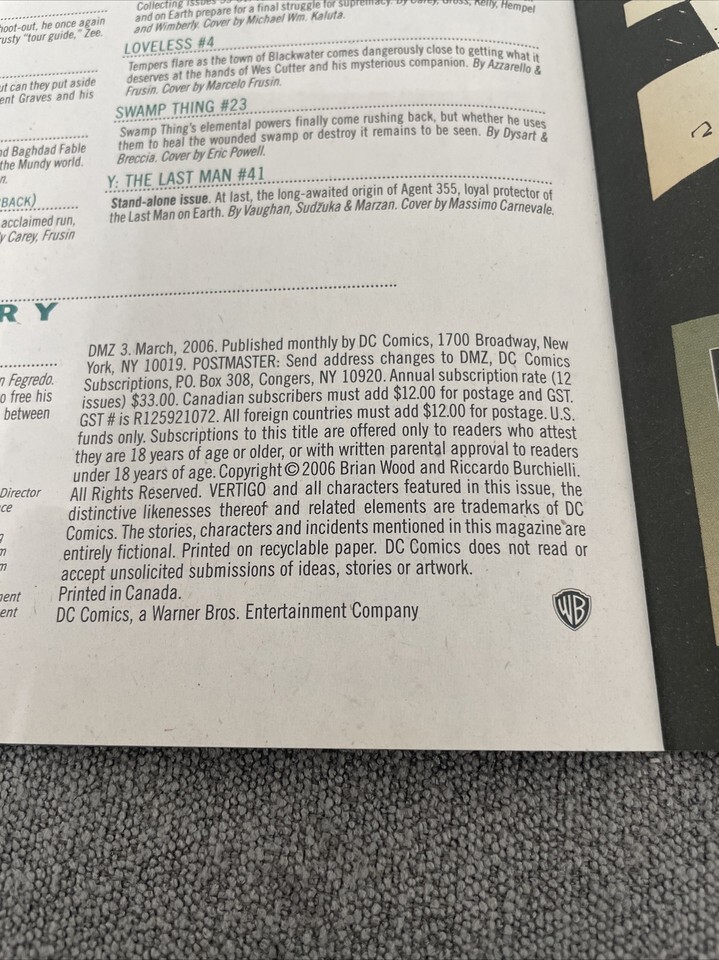 Collecting issues
for a final struggle for supremacy. By Carey, Gross, Kelly, Hempel
and on Earth prepare
and Wimberly. Cover by Michael Wm. Kaluta.
LOVELESS #4
Tempers flare as the town of Blackwater comes dangerously close to getting what it
deserves at the hands of Wes Cutter and his mysterious companion. By Azzarello &
Frusin. Cover by Marcelo Frusin.
SWAMP THING #23
Swamp Thing's elemental powers finally come rushing back, but whether he uses
them to heal the wounded swamp or destroy it remains to be seen. By Dysart &
Breccia. Cover by Eric Powell.
Y: THE LAST MAN #41
Stand-alone issue. At last, the long-awaited origin of Agent 355, loyal protector of
the Last Man on Earth. By Vaughan, Sudžuka & Marzan. Cover by Massimo Carnevale.
hoot-out, he once again
rusty "tour guide," Zee.
ut can they put aside
ent Graves and his
nd Baghdad Fable
the Mundy world.
n.
BACK)
acclaimed run,
y Carey, Frusin
RY
n Fegredo.
o free his
between
Director
ce
g
m
m
ment
ent
DMZ 3. March, 2006. Published monthly by DC Comics, 1700 Broadway, New
York, NY 10019. POSTMASTER: Send address changes to DMZ, DC Comics
Subscriptions, P.O. Box 308, Congers, NY 10920. Annual subscription rate (12
issues) $33.00. Canadian subscribers must add $12.00 for postage and GST.
GST # is R125921072. All foreign countries must add $12.00 for postage. U.S.
funds only. Subscriptions to this title are offered only to readers who attest
they are 18 years of age or older, or with written parental approval to readers
under 18 years of age. Copyright © 2006 Brian Wood and Riccardo Burchielli.
All Rights Reserved. VERTIGO and all characters featured in this issue, the
distinctive likenesses thereof and related elements are trademarks of DC
Comics. The stories, characters and incidents mentioned in this magazine are
entirely fictional. Printed on recyclable paper. DC Comics does not read or
accept unsolicited submissions of ideas, stories or artwork.
Printed in Canada.
DC Comics, a Warner Bros. Entertainment Company
WB